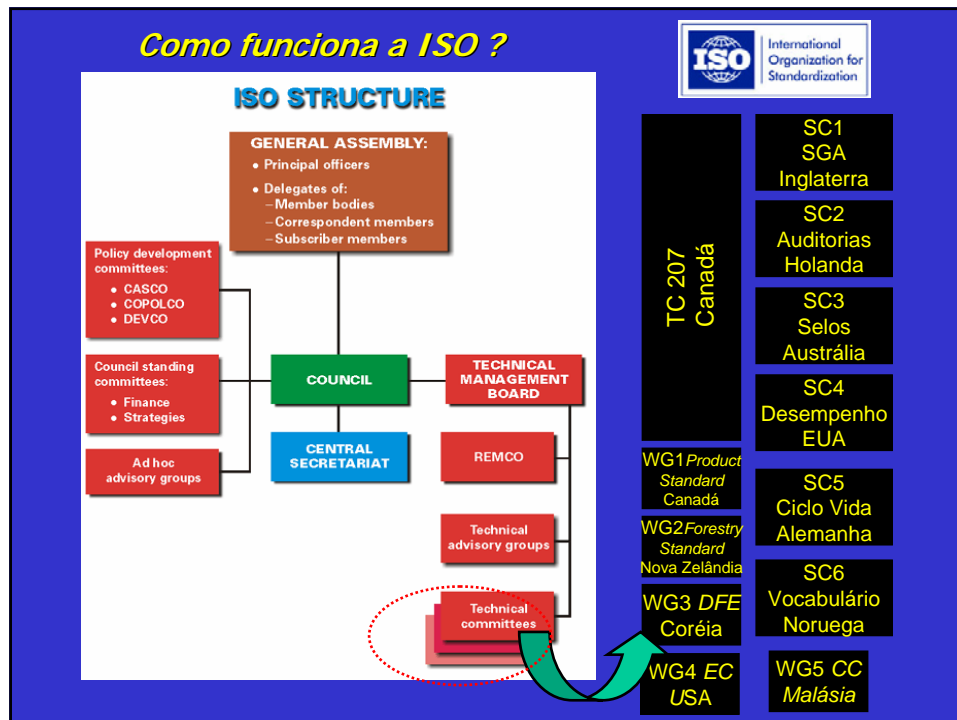 Como funciona a ISO ?
ISO
International
Organization for
Standardization
ISO STRUCTURE
GENERAL ASSEMBLY:
• Principal officers
• Delegates of:
– Member bodies
– Correspondent members
– Subscriber members
Policy development
committees:
• CASCO
• COPOLCO
• DEVCO
Council standing
committees:
• Finance
• Strategies
Ad hoc
advisory groups
COUNCIL
CENTRAL
SECRETARIAT
TECHNICAL
MANAGEMENT
BOARD
REMCO
Technical
advisory groups
Technical
committees
TC 207
Canadá
WG1Product
Standard
Canadá
WG2Forestry
Standard
Nova Zelândia
WG3 DFE
Coréia
WG4 EC
USA
SC1
SGA
Inglaterra
SC2
Auditorias
Holanda
SC3
Selos
Austrália
SC4
Desempenho
EUA
SC5
Ciclo Vida
Alemanha
SC6
Vocabulário
Noruega
WG5 CC
Malásia